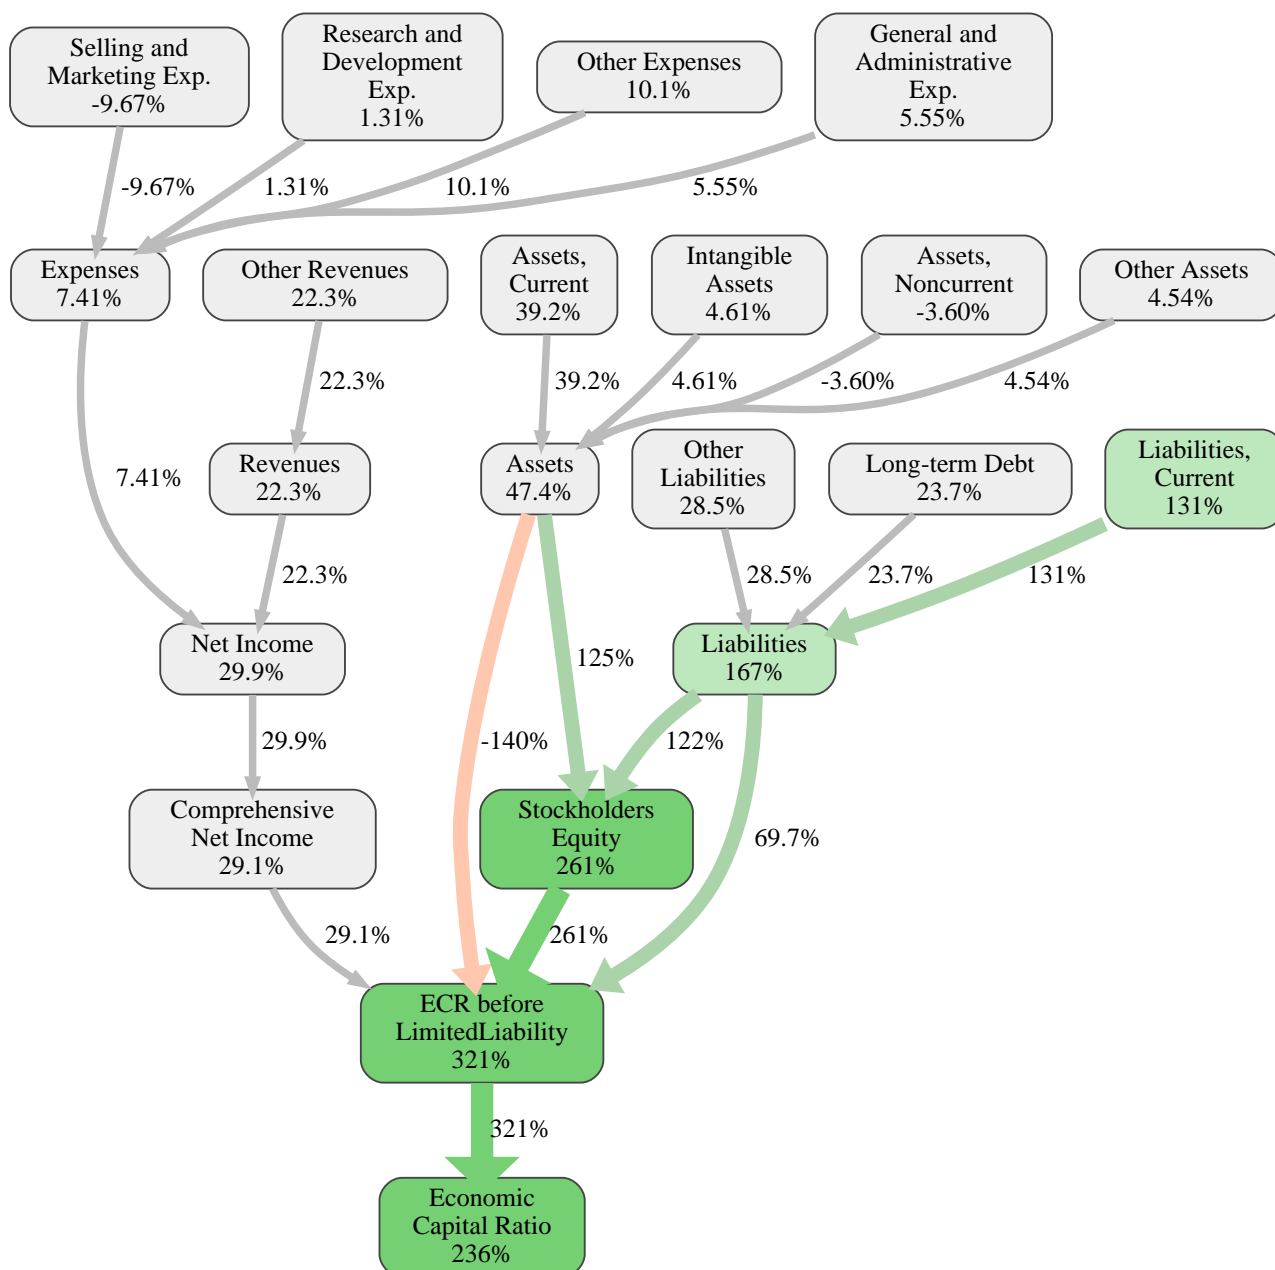 Selling and
Marketing Exp.
-9.67%
Research and
Development
Exp.
1.31%
Other Expenses
10.1%
General and
Administrative
Exp.
5.55%
-9.67%
1.31%
10.1%
5.55%
Expenses
7.41%
Other Revenues
22.3%
Assets,
Current
39.2%
Intangible
Assets
4.61%
Assets,
Noncurrent
-3.60%
Other Assets
4.54%
22.3%
39.2%
4.61%
-3.60%
4.54%
7.41%
Revenues
22.3%
Assets
47.4%
Other
Liabilities
28.5%
Long-term Debt
23.7%
Liabilities,
Current
131%
22.3%
28.5%
23.7%
131%
Net Income
29.9%
125%
Liabilities
167%
29.9%
-140%
122%
Comprehensive
Net Income
29.1%
Stockholders
Equity
261%
69.7%
29.1%
261%
ECR before
LimitedLiability
321%
321%
Economic
Capital Ratio
236%